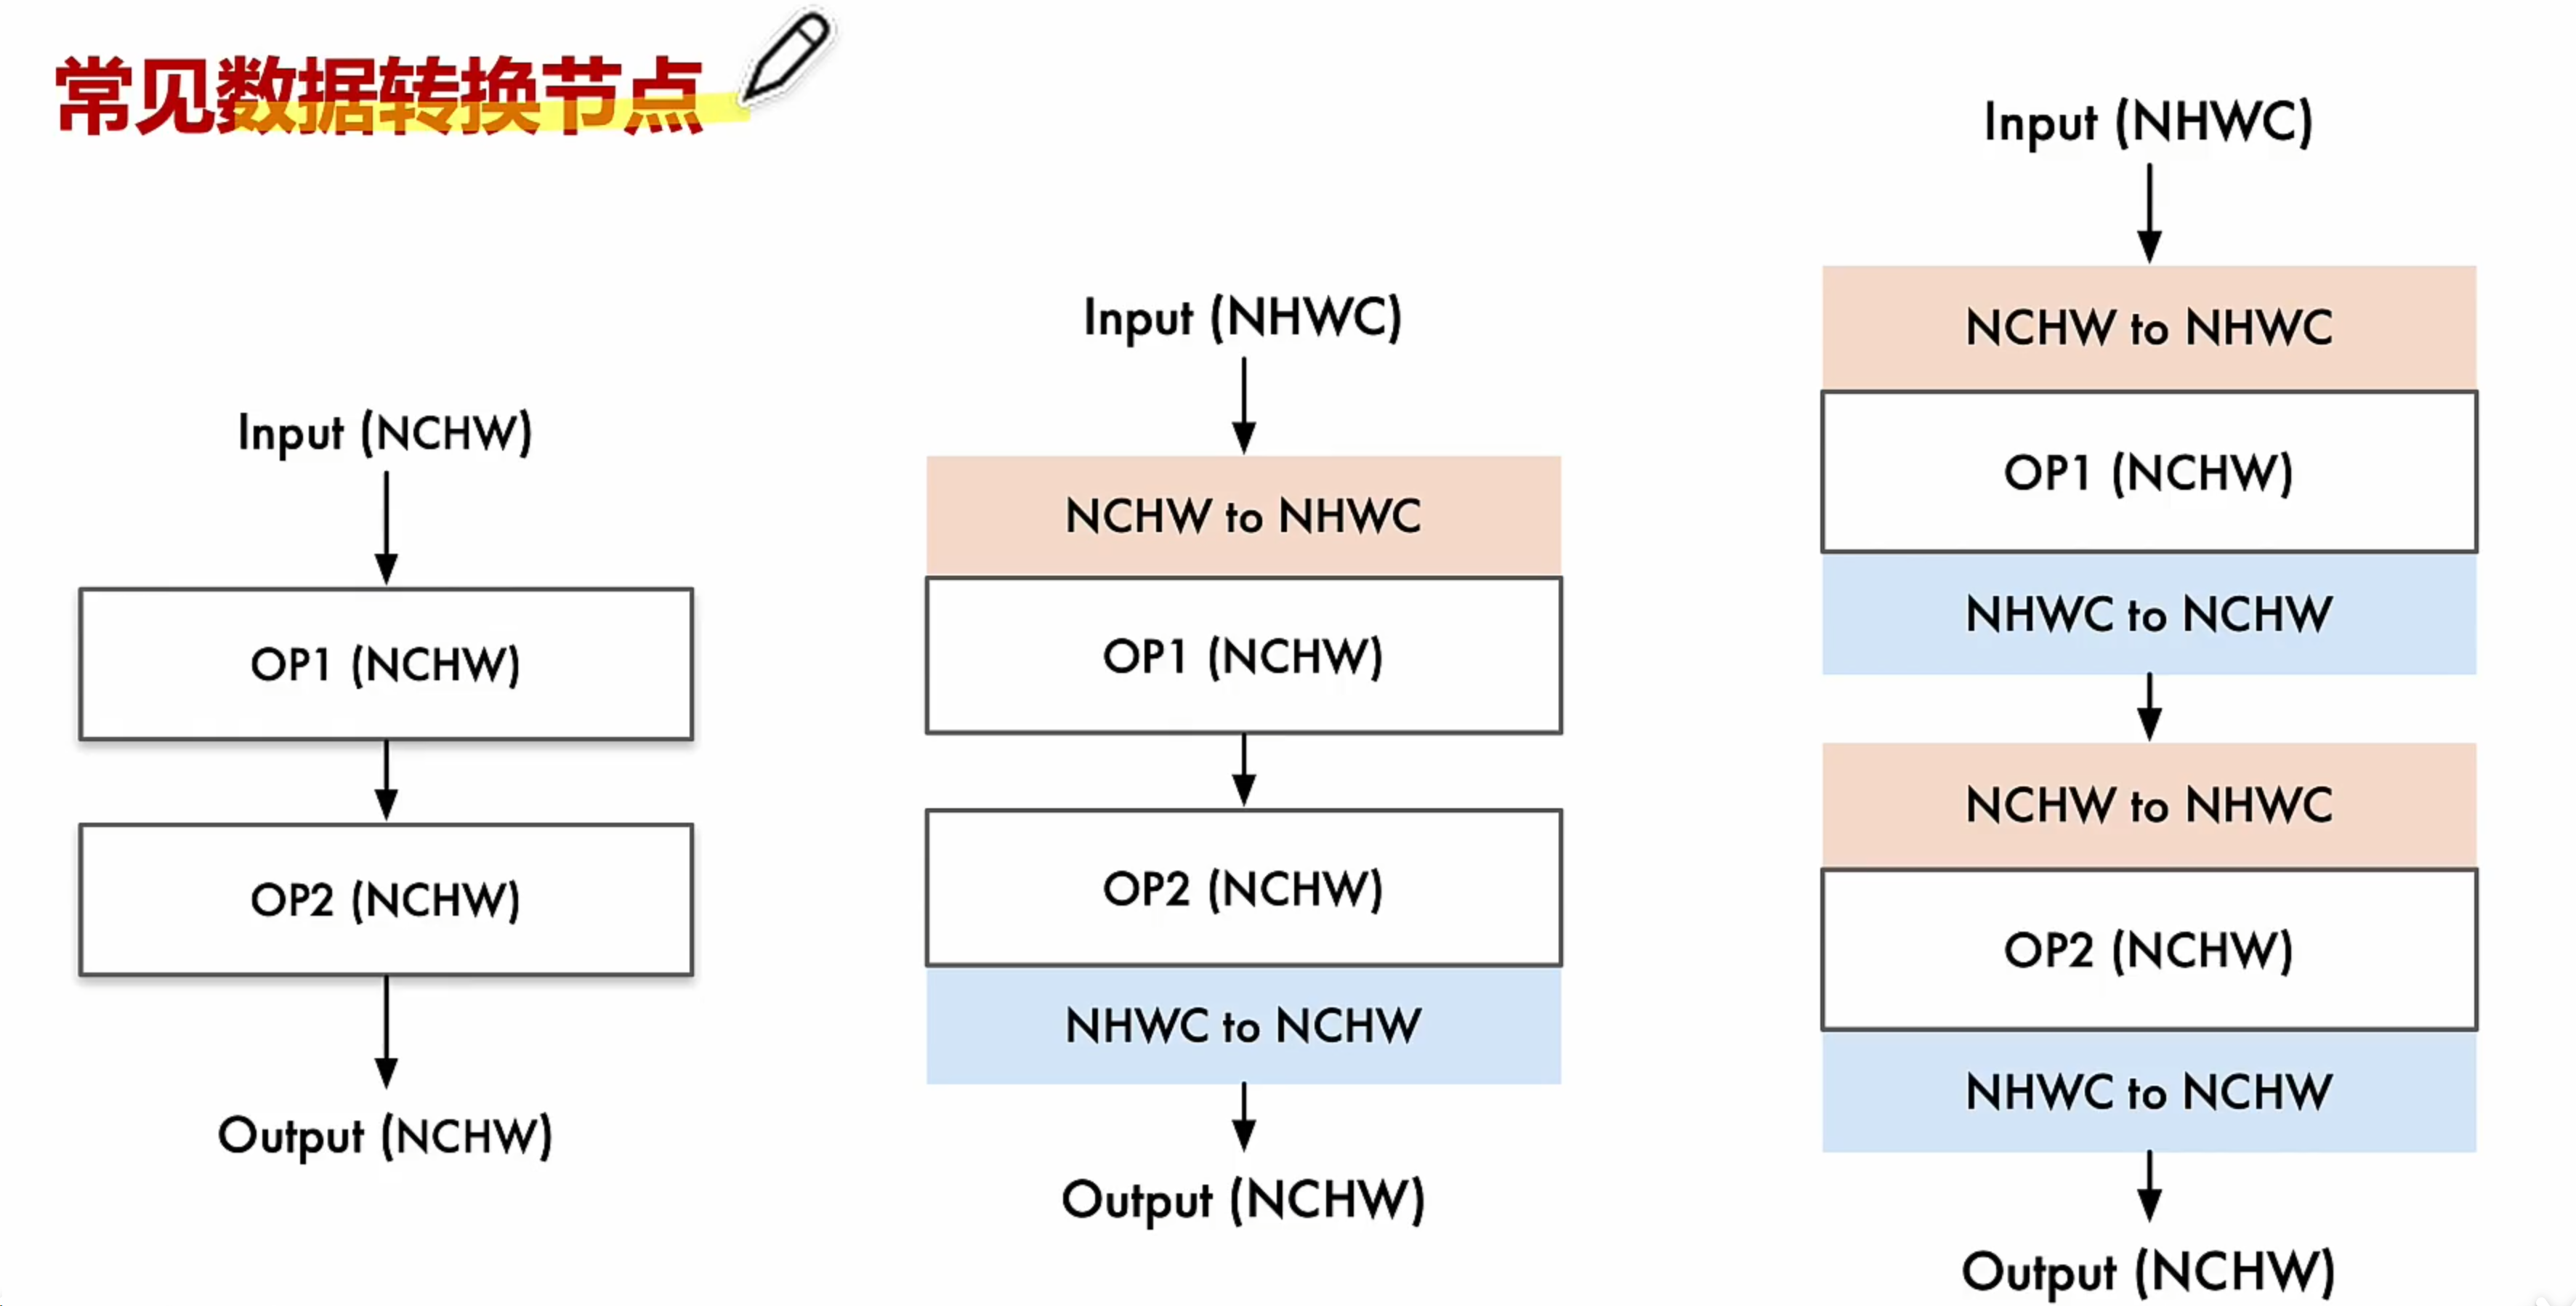 常见数据转换节点
Input (NCHW)
OP1 (NCHW)
OP2 (NCHW)
Output (NCHW)
Input (NHWC)
NCHW to NHWC
OP1 (NCHW)
OP2 (NCHW)
NHWC to NCHW
Output (NCHW)
Input (NHWC)
NCHW to NHWC
OP1 (NCHW)
NHWC to NCHW
NCHW to NHWC
OP2 (NCHW)
NHWC to NCHW
Output (NCHW)